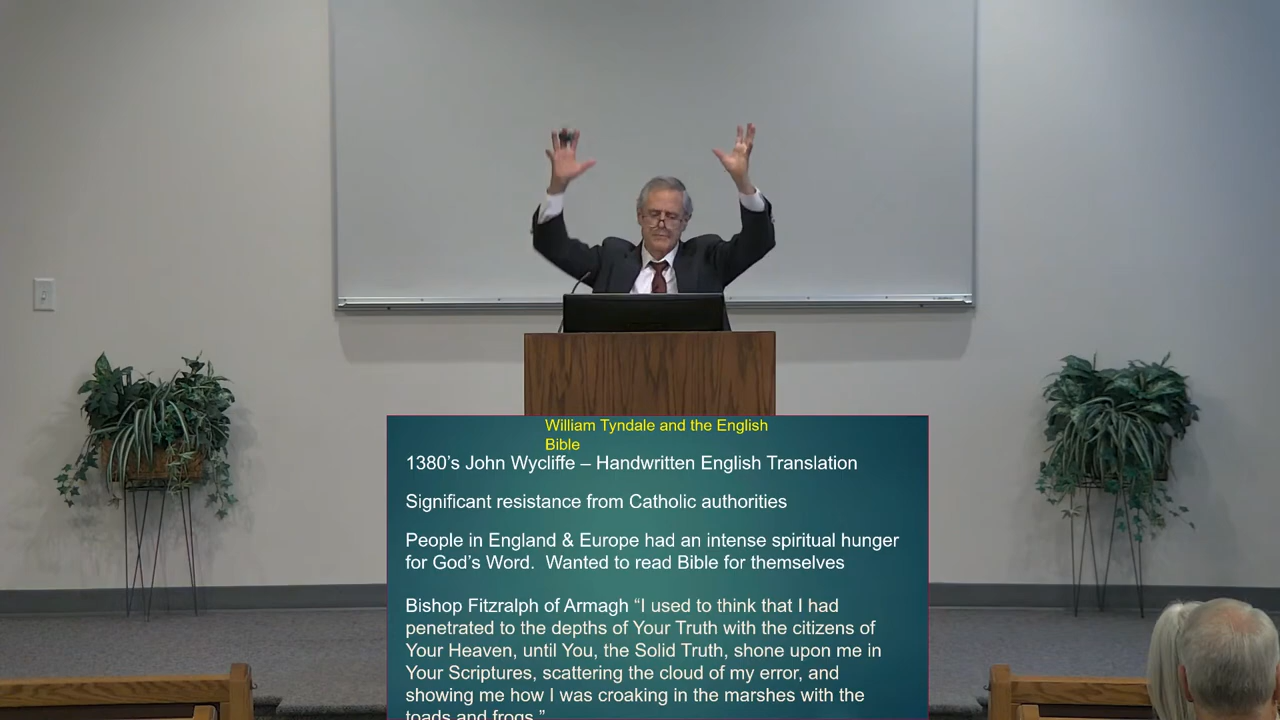 William Tyndale and the English
Bible
1380’s John Wycliffe – Handwritten English Translation
Significant resistance from Catholic authorities
People in England & Europe had an intense spiritual hunger
for God’s Word.  Wanted to read Bible for themselves
Bishop Fitzralph of Armagh “I used to think that I had
penetrated to the depths of Your Truth with the citizens of
Your Heaven, until You, the Solid Truth, shone upon me in
Your Scriptures, scattering the cloud of my error, and
showing me how I was croaking in the marshes with the
toads and frogs.”